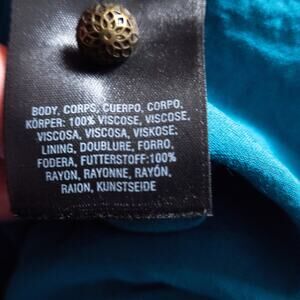 BODY, CORPS, CUERPO, CORPO,
KÖRPER: 100% VISCOSE, VISCOSE,
VISCOSA, VISCOSA, VISKOSE;
LINING, DOUBLURE, FORRO,
FODERA, FUTTERSTOFF:100%
RAYON, RAYONNE, RAYÓN,
RAION, KUNSTSEIDE